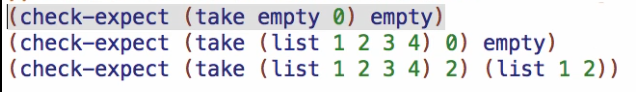 (check-expect (take empty 0) empty)
(check-expect (take (list 1 2 3 4) 0) empty)
(check-expect (take (list 1 2 3 4) 2) (list 1 2))